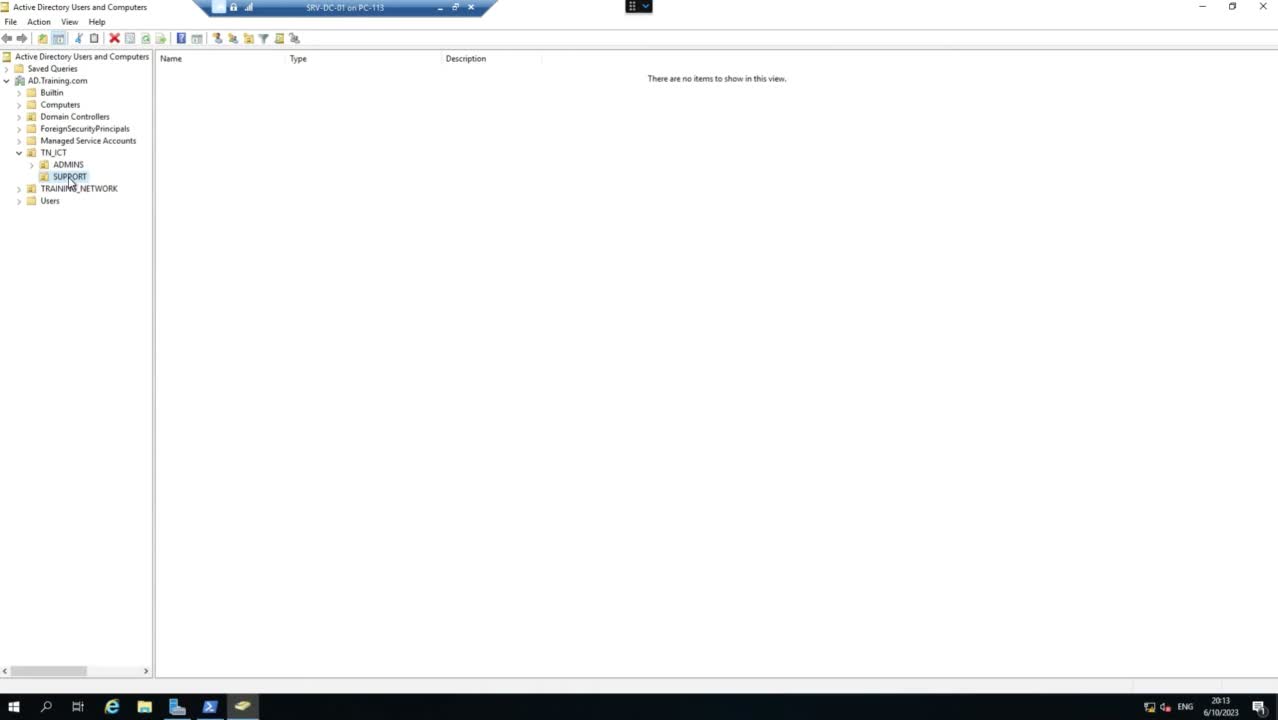 Active Directory Users and Computers
SRV-DC-01 on PC-113
File Action View Help
Active Directory Users and Computers
Saved Queries
AD.Training.com
Builtin
Computers
Domain Controllers
ForeignSecurityPrincipals
Managed Service Accounts
TN_ICT
ADMINS
SUPPORT
TRAINING_NETWORK
Users
Name Type Description
There are no items to show in this view.
ENG
20:13
6/10/2023